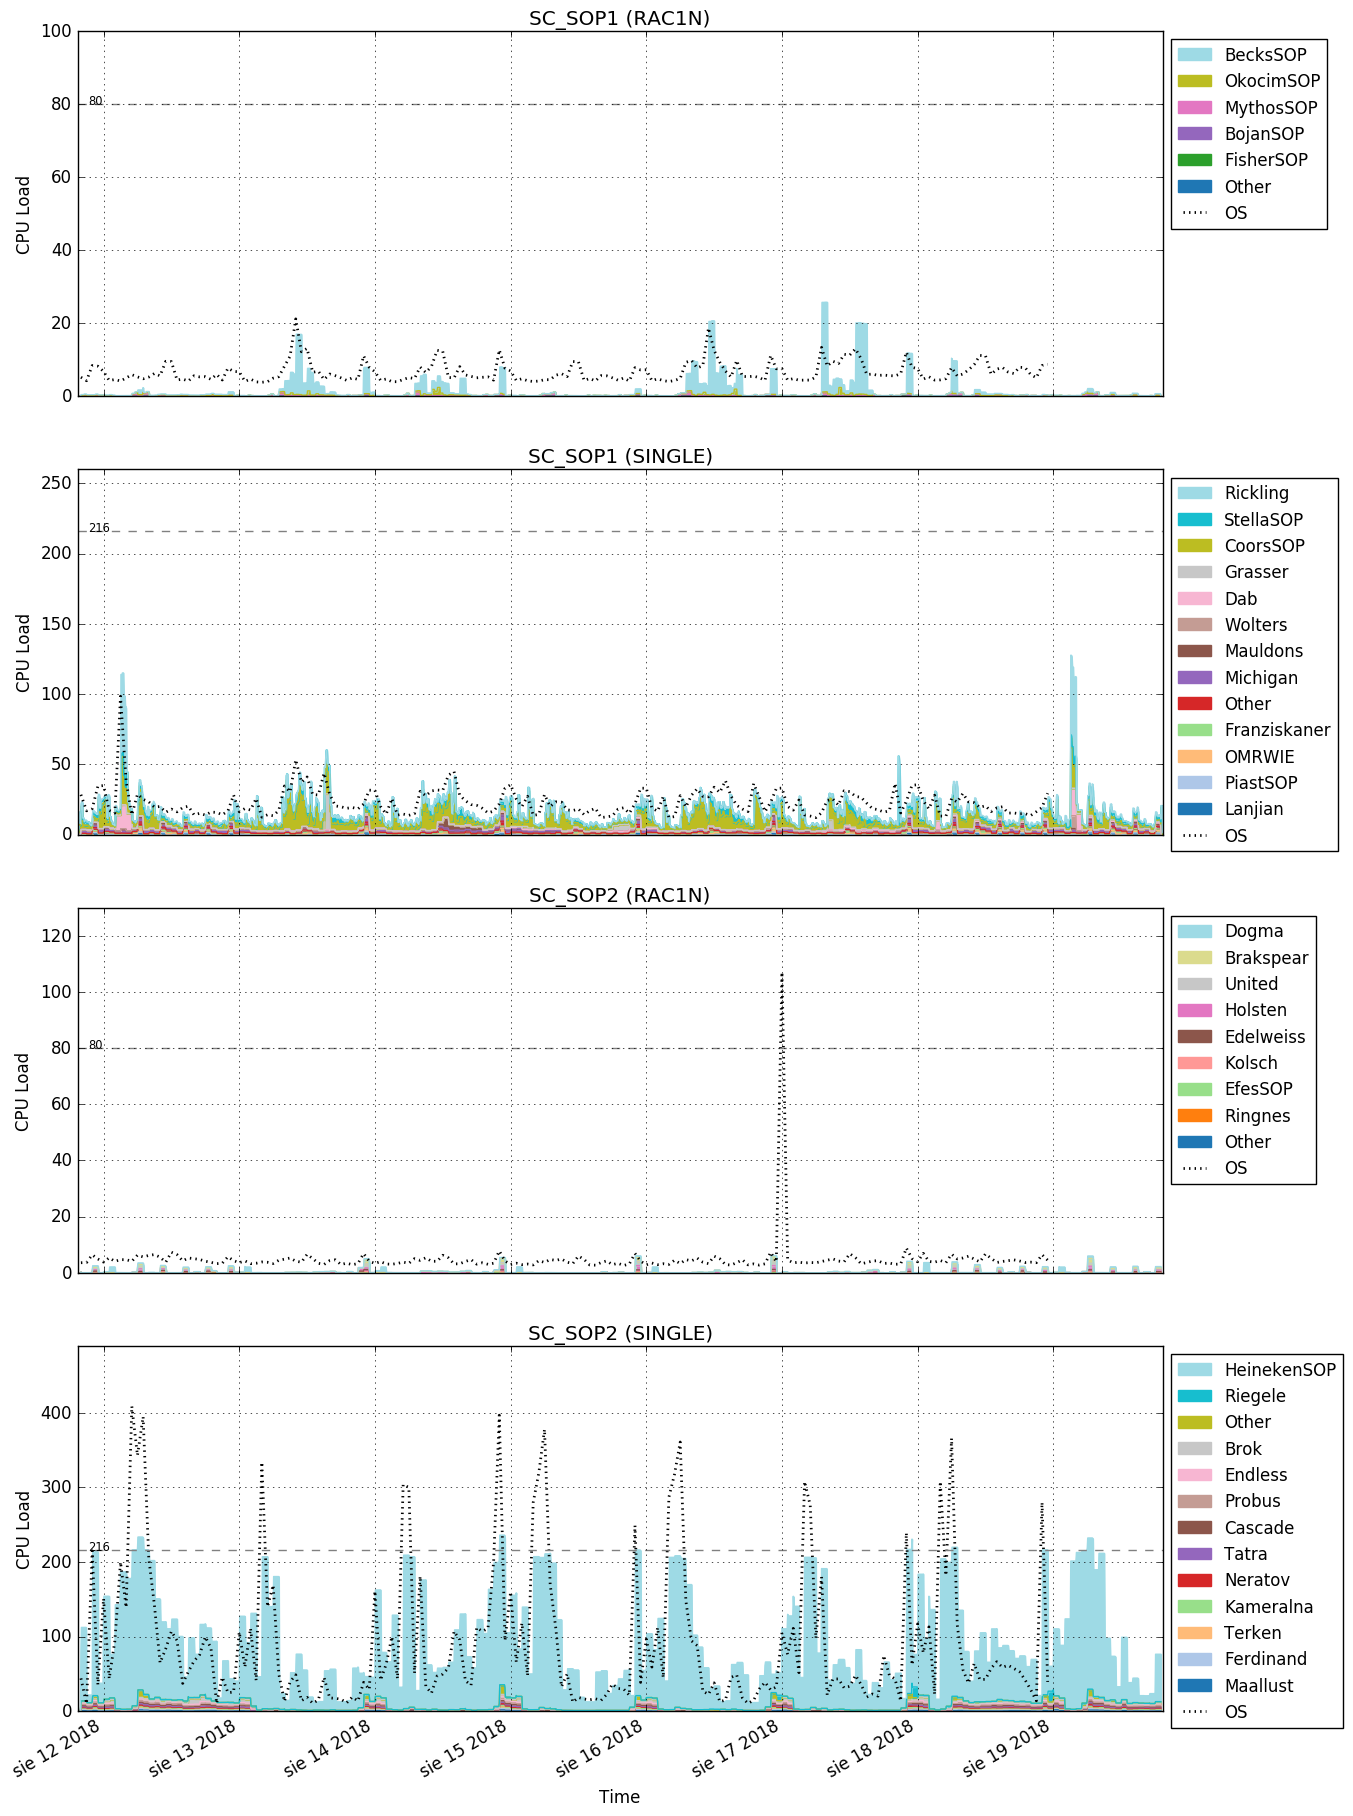 SC_SOP1 (RAC1N)
100
80
60
40
20
0
80
CPU Load
BecksSOP
OkocimSOP
MythosSOP
BojanSOP
FisherSOP
Other
OS
SC_SOP1 (SINGLE)
250
200
150
100
50
0
216
CPU Load
Rickling
StellaSOP
CoorsSOP
Grasser
Dab
Wolters
Mauldons
Michigan
Other
Franziskaner
OMRWIE
PiastSOP
Lanjian
OS
SC_SOP2 (RAC1N)
120
100
80
60
40
20
0
80
CPU Load
Dogma
Brakspear
United
Holsten
Edelweiss
Kolsch
EfesSOP
Ringnes
Other
OS
SC_SOP2 (SINGLE)
400
300
200
100
0
216
CPU Load
HeinekenSOP
Riegele
Other
Brok
Endless
Probus
Cascade
Tatra
Neratov
Kameralna
Terken
Ferdinand
Maallust
OS
sie 12 2018
sie 13 2018
sie 14 2018
sie 15 2018
sie 16 2018
sie 17 2018
sie 18 2018
sie 19 2018
Time